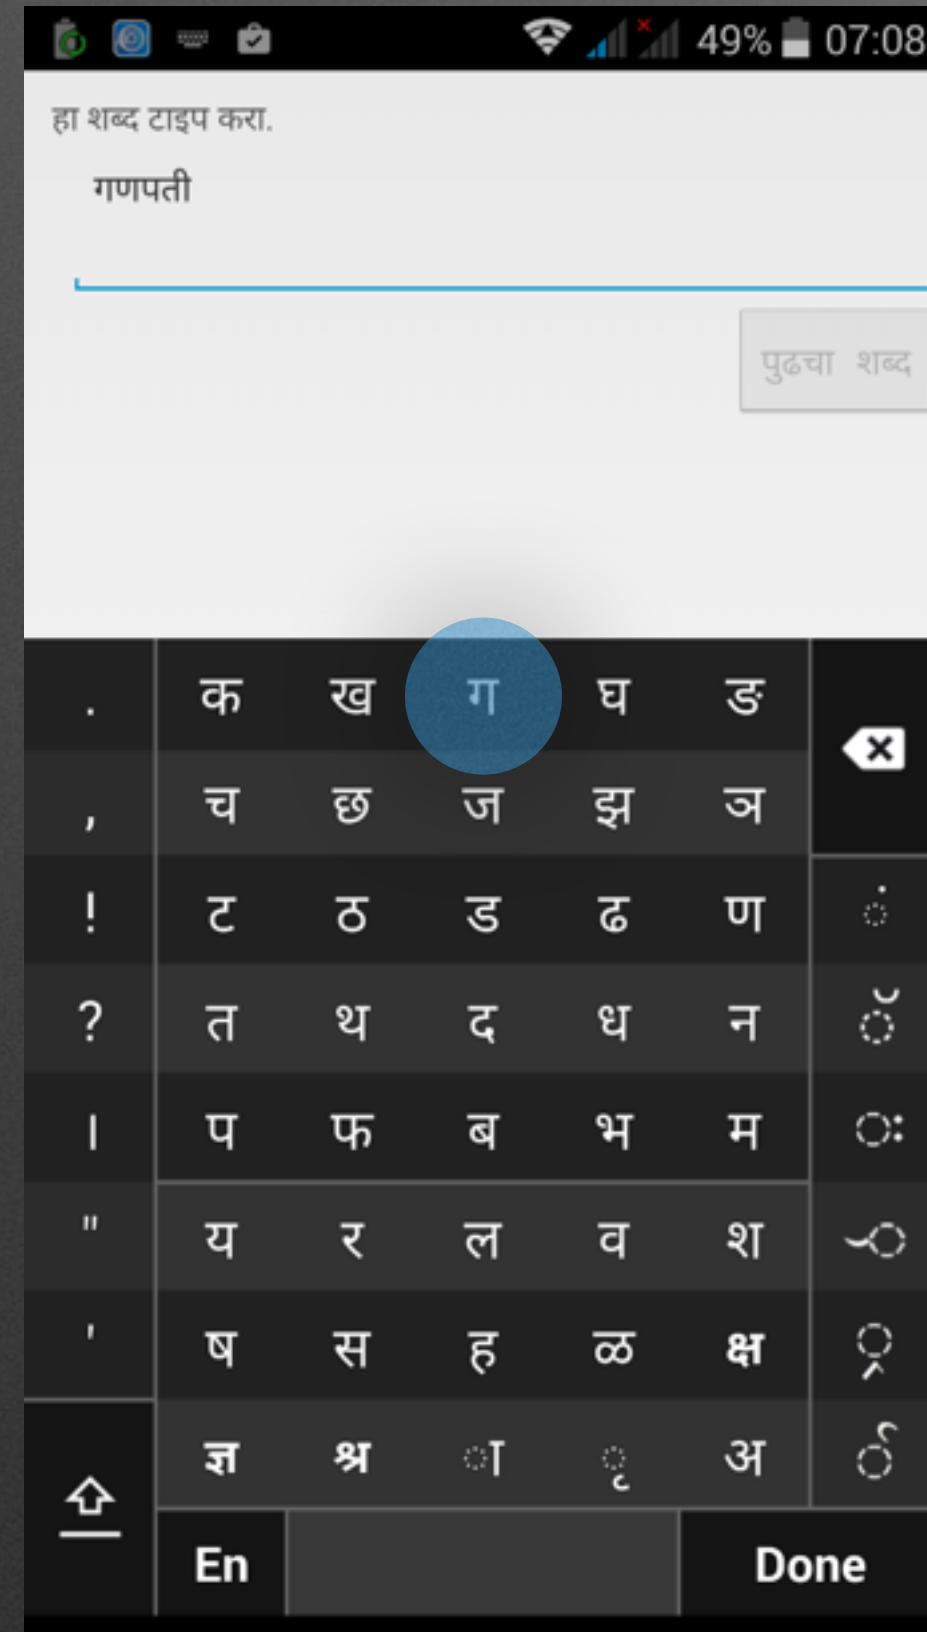 49% 07:08
हा शब्द टाइप करा.
गणपती
पुढचा शब्द
. क ख ग घ ङ
, च छ ज झ ञ
! ट ठ ड ढ ण ं
? त थ द ध न ँ
। प फ ब भ म ः
" य र ल व श
' ष स ह ळ क्ष
ज्ञ श्र ा ृ अ
En Done